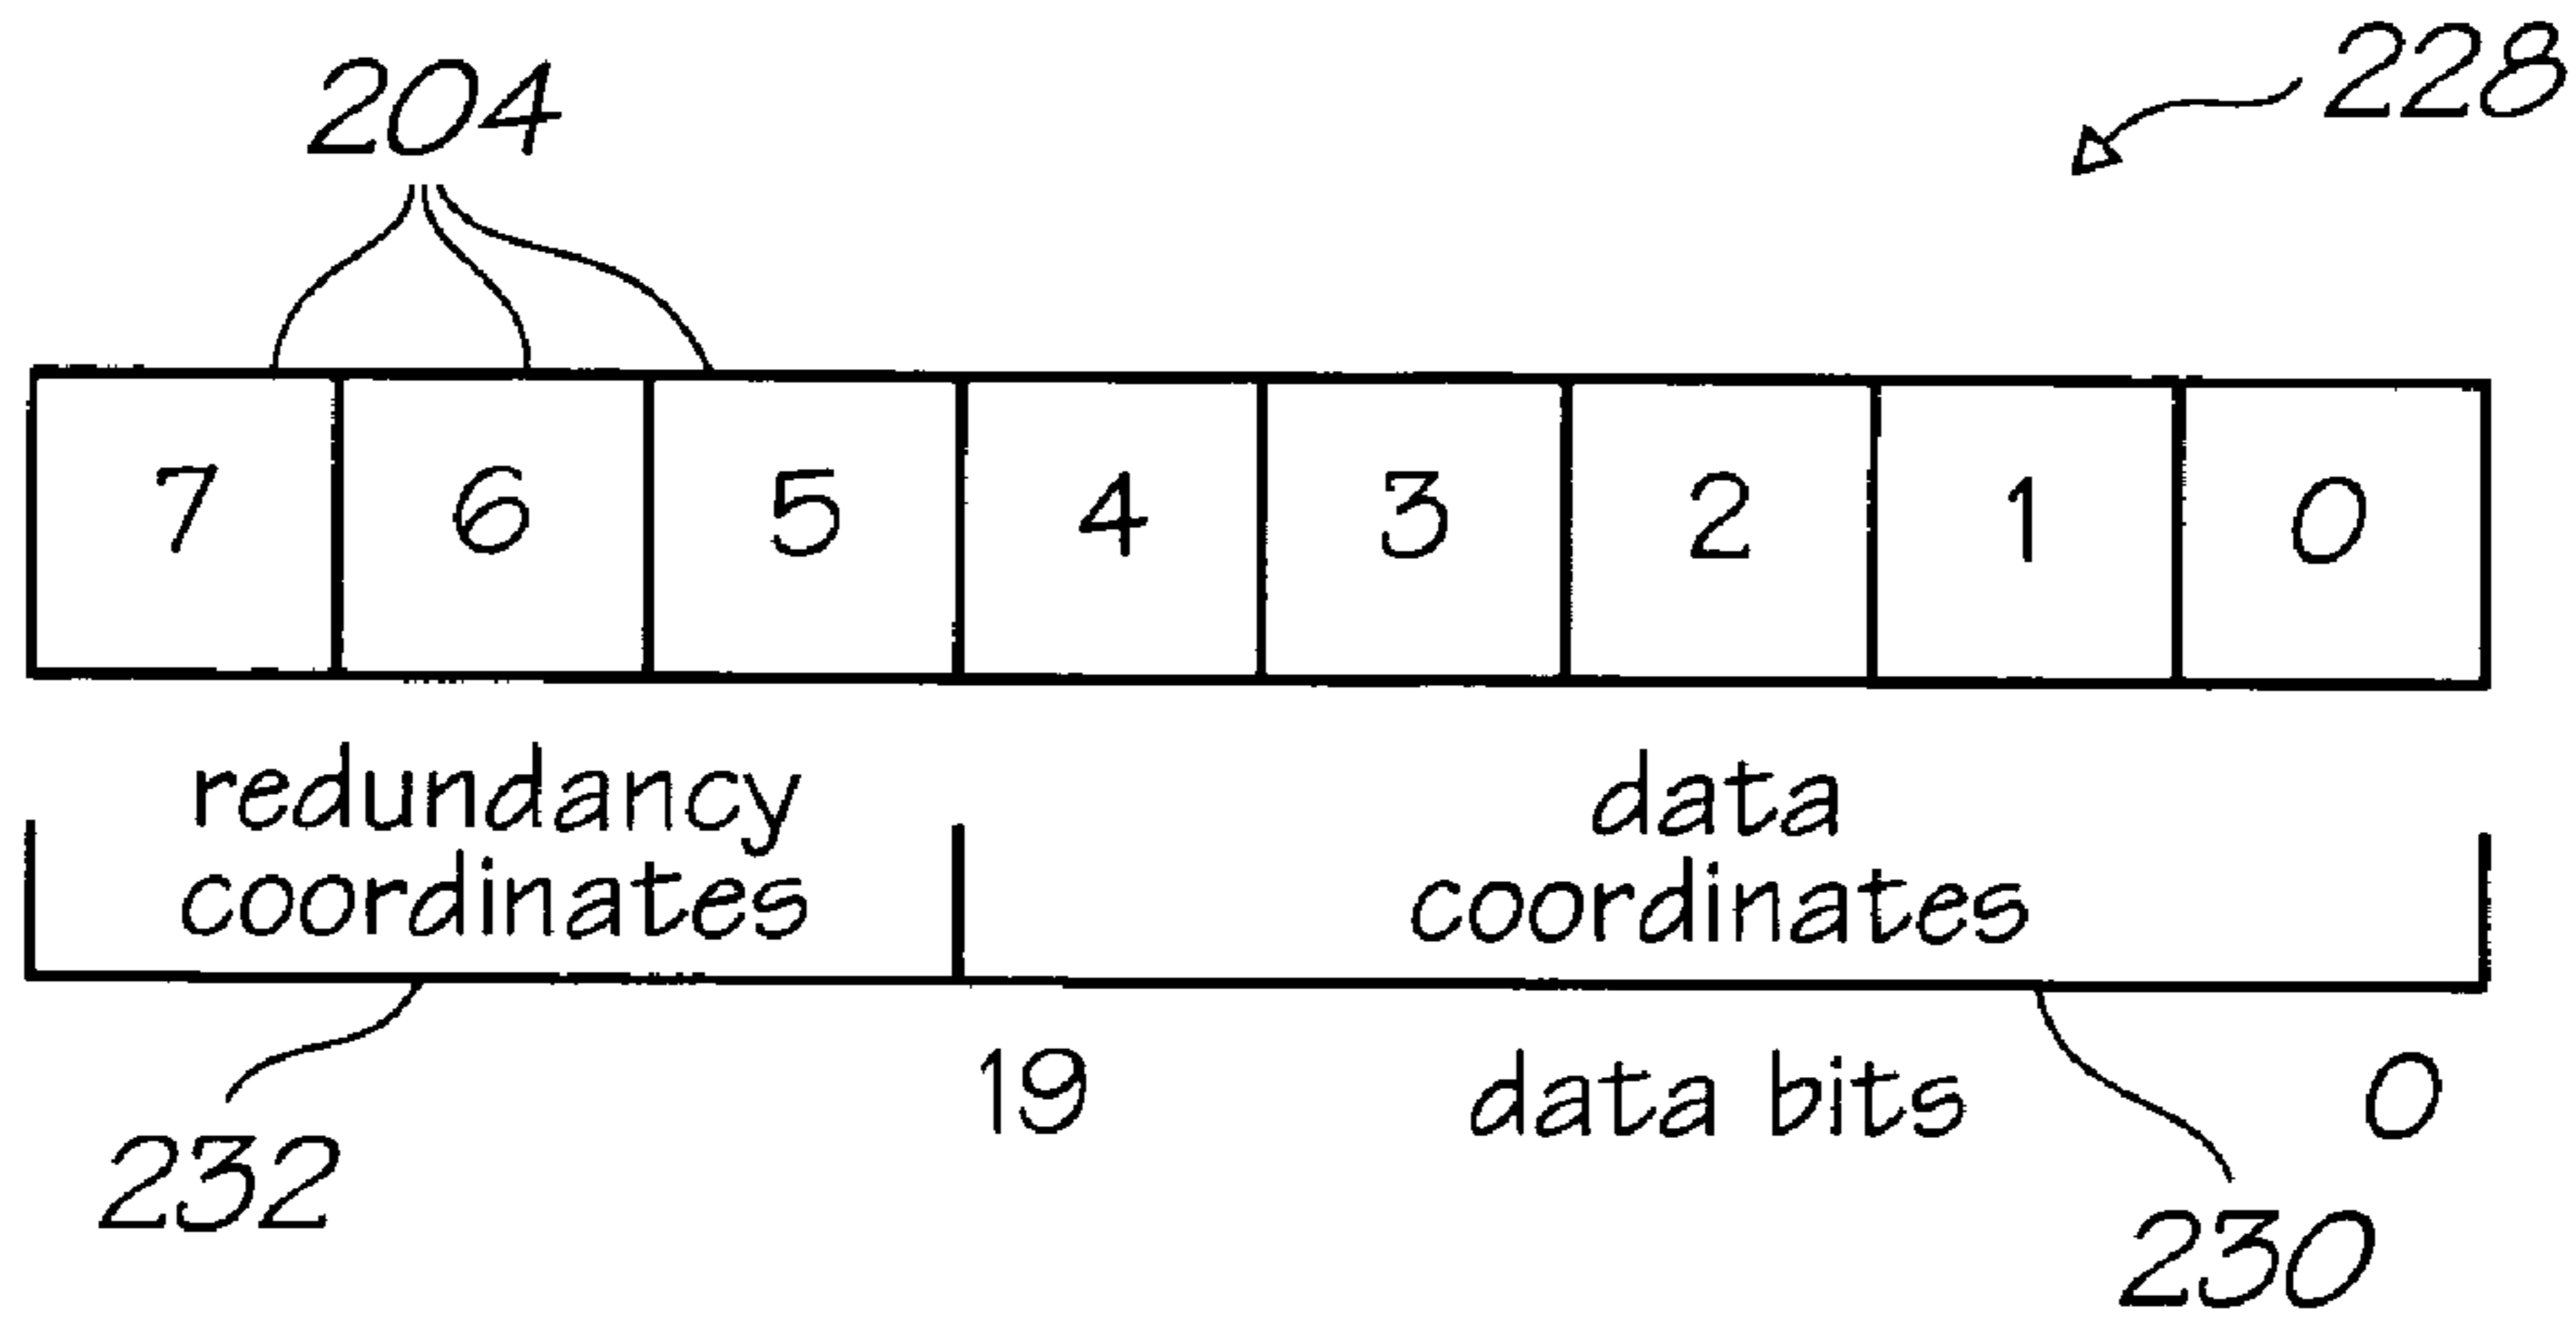 228
204
7 6 5 4 3 2 1 0
redundancy
coordinates
data
coordinates
19 data bits 0
232
230